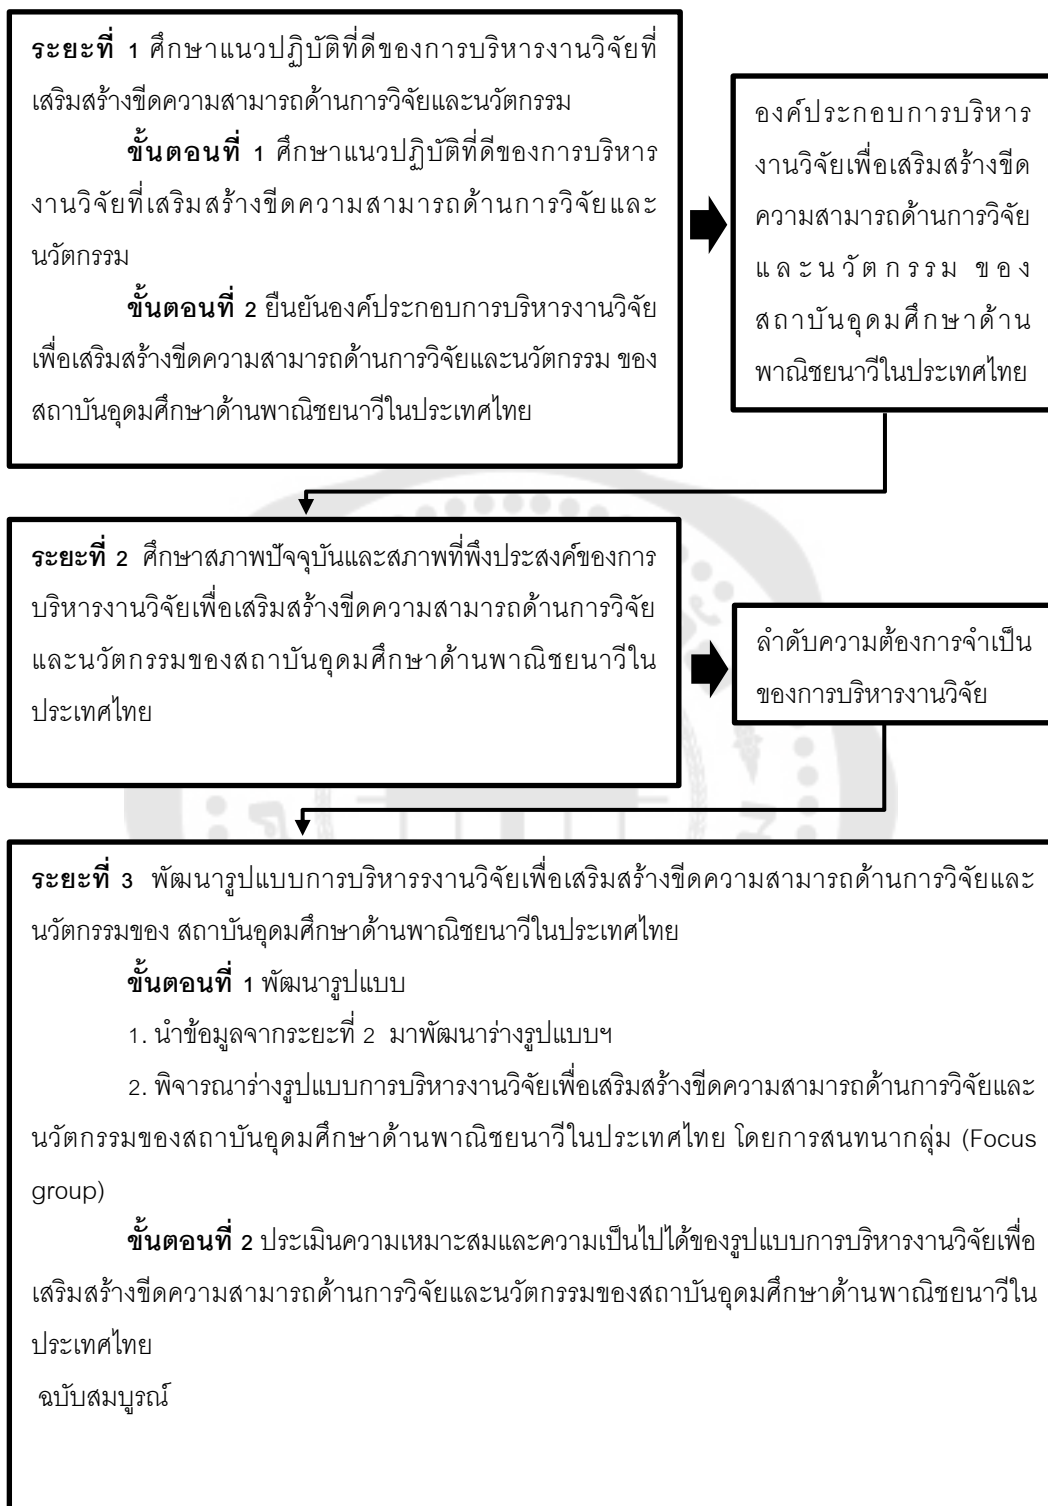 ระยะที่ 1 ศึกษาแนวปฏิบัติที่ดีของการบริหารงานวิจัยที่
เสริมสร้างขีดความสามารถด้านการวิจัยและนวัตกรรม
ขั้นตอนที่ 1 ศึกษาแนวปฏิบัติที่ดีของการบริหาร
งานวิจัยที่เสริมสร้างขีดความสามารถด้านการวิจัยและ
นวัตกรรม
ขั้นตอนที่ 2 ยืนยันองค์ประกอบการบริหารงานวิจัย
เพื่อเสริมสร้างขีดความสามารถด้านการวิจัยและนวัตกรรม ของ
สถาบันอุดมศึกษาด้านพาณิชยนาวีในประเทศไทย
องค์ประกอบการบริหาร
งานวิจัยเพื่อเสริมสร้างขีด
ความสามารถด้านการวิจัย
และนวัตกรรม ของ
สถาบันอุดมศึกษาด้าน
พาณิชยนาวีในประเทศไทย
ระยะที่ 2 ศึกษาสภาพปัจจุบันและสภาพที่พึงประสงค์ของการ
บริหารงานวิจัยเพื่อเสริมสร้างขีดความสามารถด้านการวิจัย
และนวัตกรรมของสถาบันอุดมศึกษาด้านพาณิชยนาวีใน
ประเทศไทย
ลำดับความต้องการจำเป็น
ของการบริหารงานวิจัย
ระยะที่ 3 พัฒนารูปแบบการบริหารรงานวิจัยเพื่อเสริมสร้างขีดความสามารถด้านการวิจัยและ
นวัตกรรมของ สถาบันอุดมศึกษาด้านพาณิชยนาวีในประเทศไทย
ขั้นตอนที่ 1 พัฒนารูปแบบ
1. นำข้อมูลจากระยะที่ 2 มาพัฒนาร่างรูปแบบฯ
2. พิจารณาร่างรูปแบบการบริหารงานวิจัยเพื่อเสริมสร้างขีดความสามารถด้านการวิจัยและ
นวัตกรรมของสถาบันอุดมศึกษาด้านพาณิชยนาวีในประเทศไทย โดยการสนทนากลุ่ม (Focus
group)
ขั้นตอนที่ 2 ประเมินความเหมาะสมและความเป็นไปได้ของรูปแบบการบริหารงานวิจัยเพื่อ
เสริมสร้างขีดความสามารถด้านการวิจัยและนวัตกรรมของสถาบันอุดมศึกษาด้านพาณิชยนาวีใน
ประเทศไทย
ฉบับสมบูรณ์